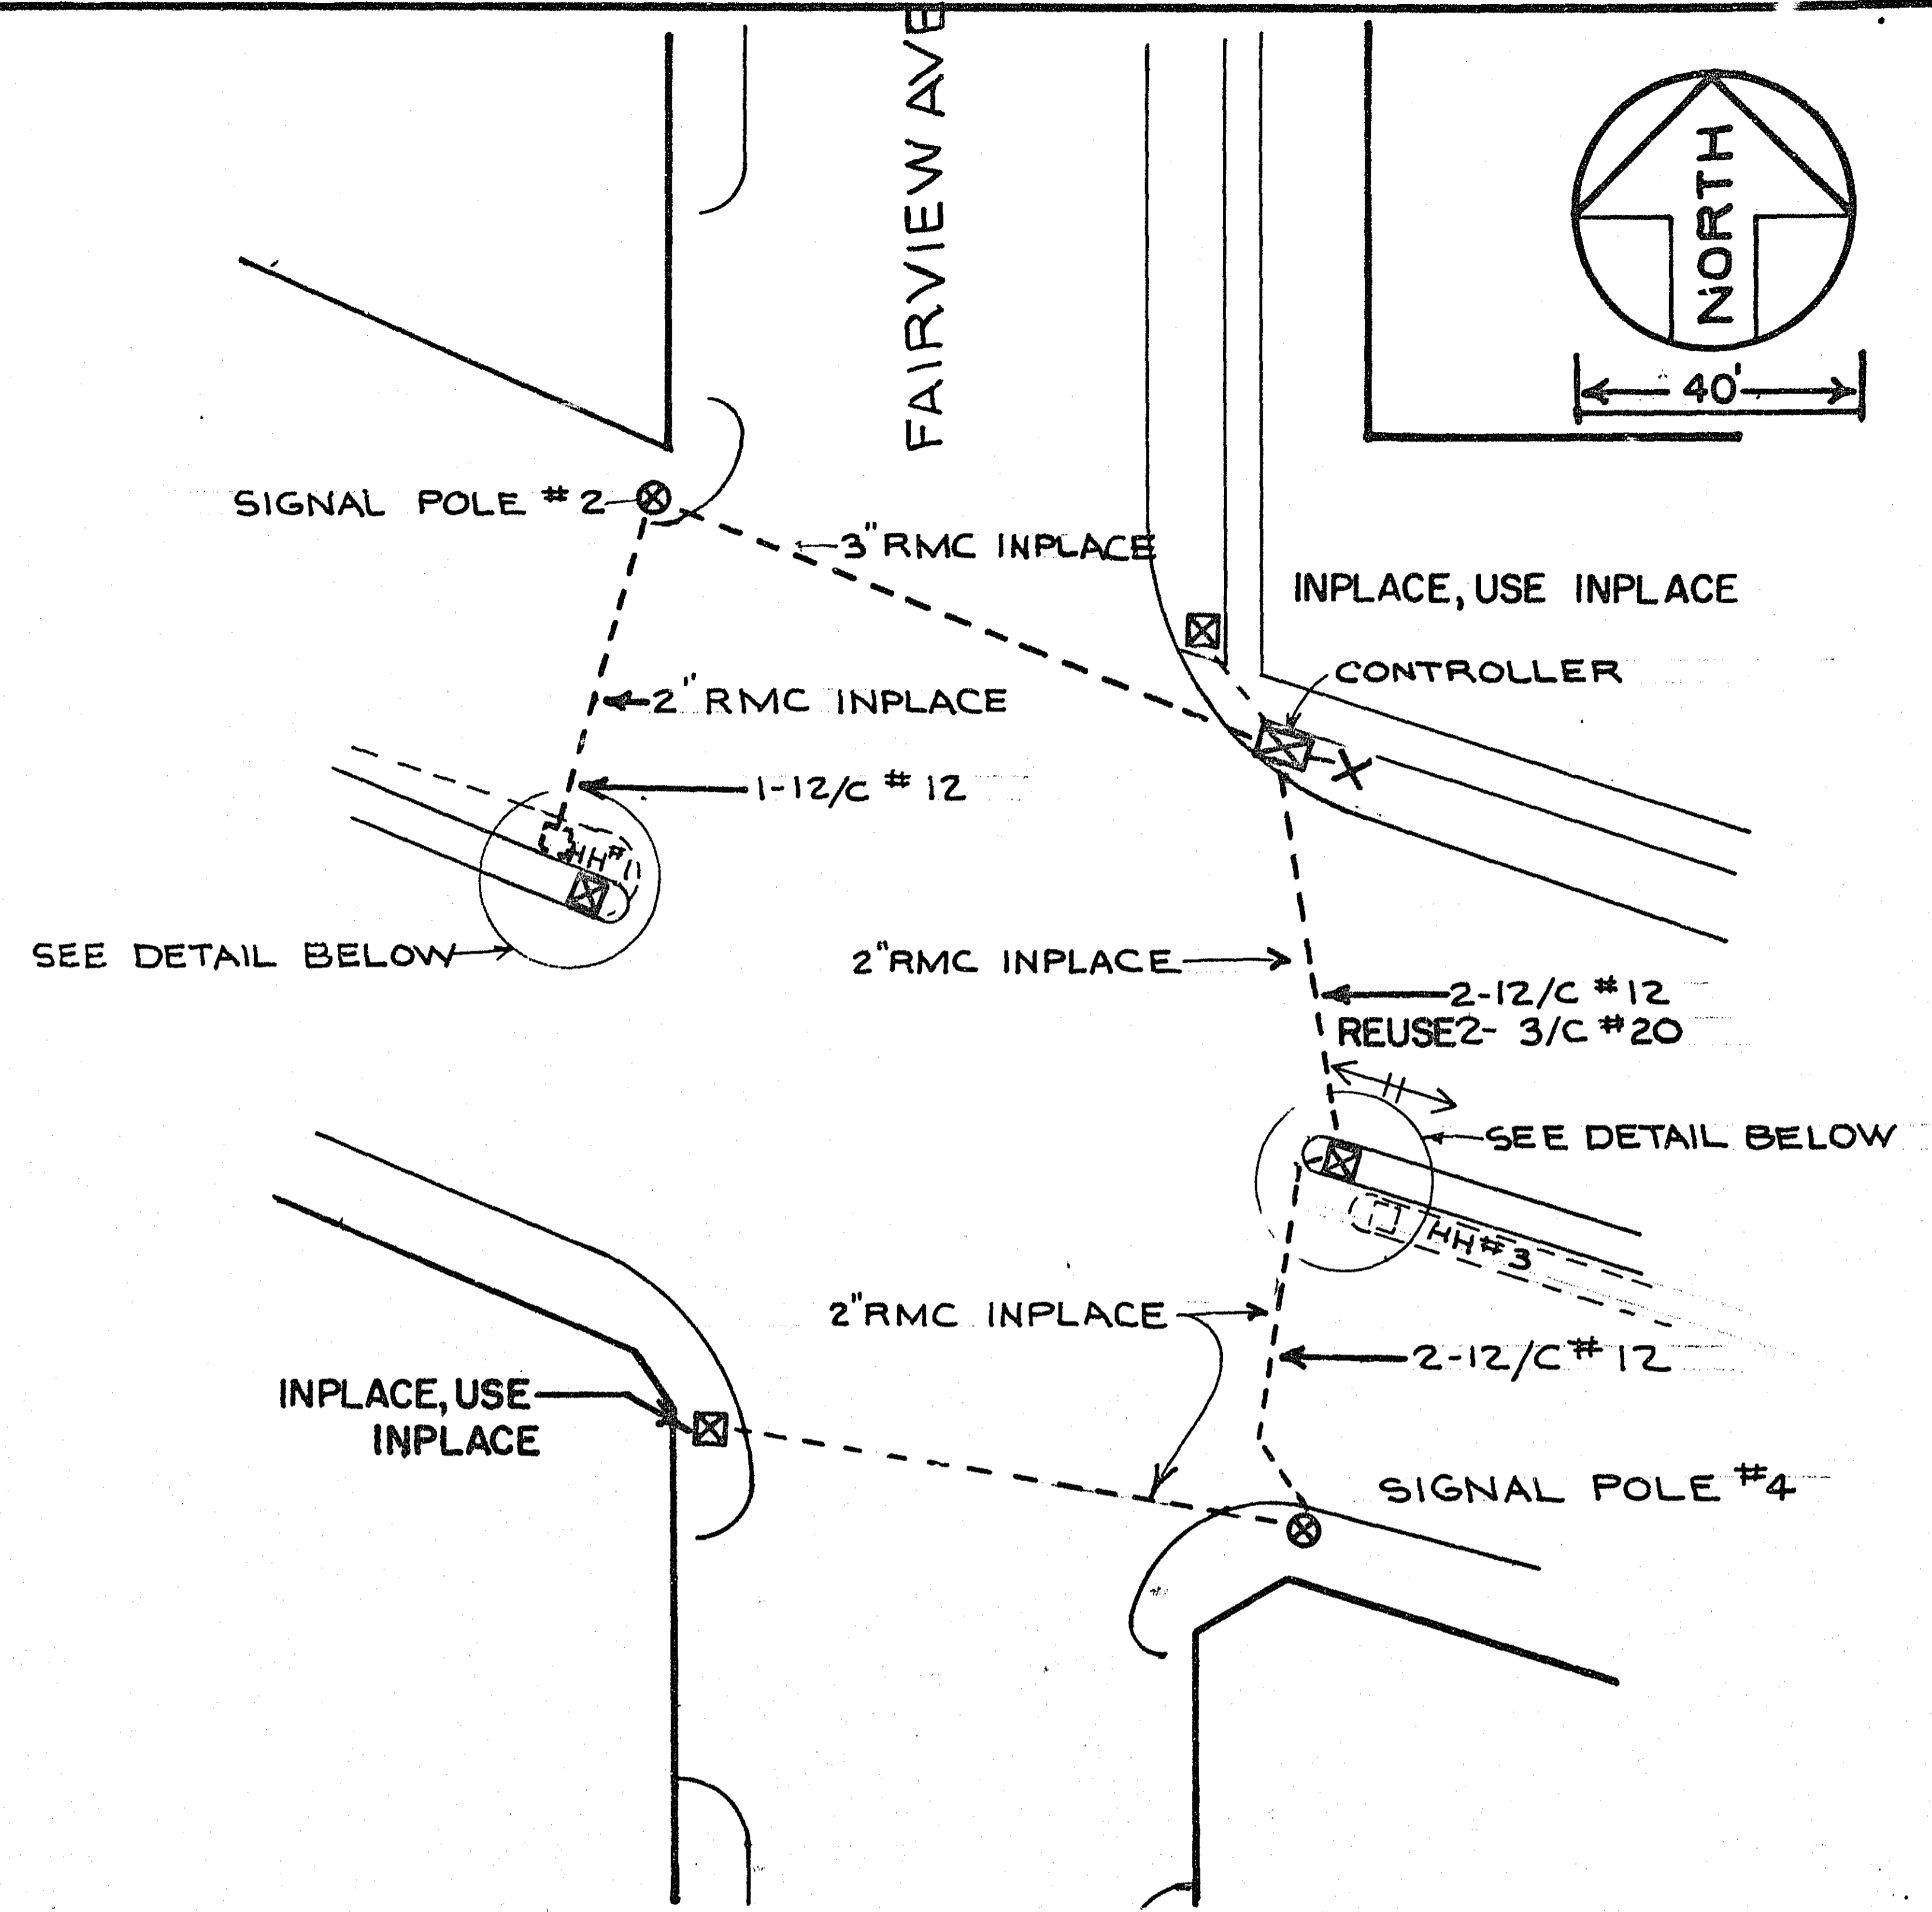 FAIRVIEW AVE
NORTH
40'
SIGNAL POLE #2
3" RMC INPLACE
INPLACE, USE INPLACE
CONTROLLER
2" RMC INPLACE
1-12/C #12
HH#1
SEE DETAIL BELOW
2" RMC INPLACE
2-12/C #12
REUSE 2- 3/C #20
SEE DETAIL BELOW
HH#3
2" RMC INPLACE
2-12/C #12
INPLACE, USE
INPLACE
SIGNAL POLE #4